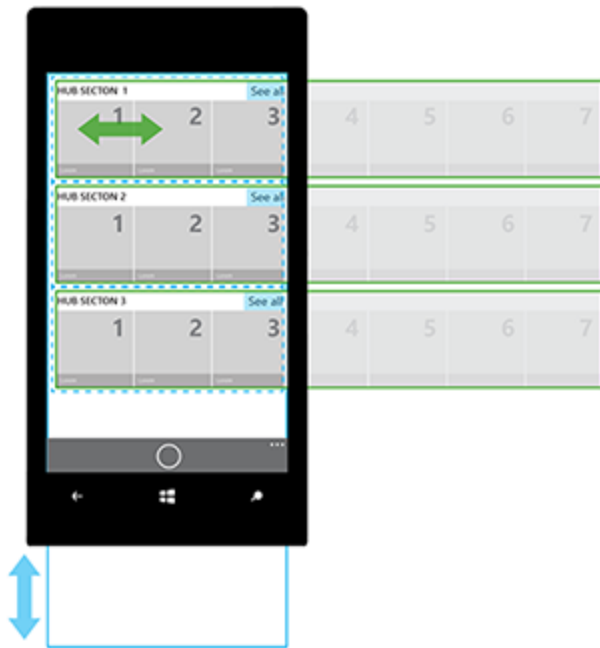 HUB SECTON 1 See all
1 2 3 4 5 6 7
HUB SECTON 2 See all
1 2 3 4 5 6 7
HUB SECTON 3 See all
1 2 3 4 5 6 7